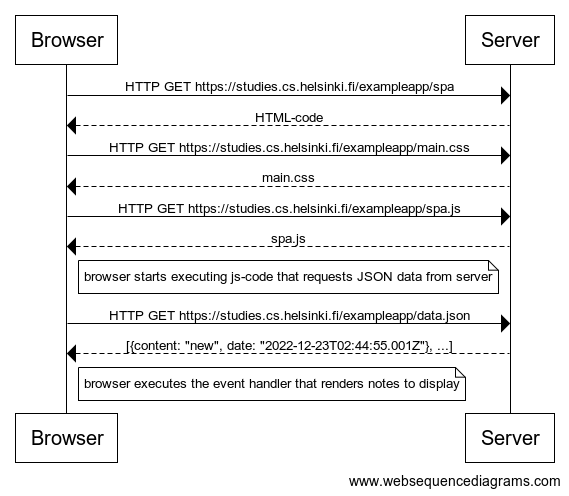 Browser Server
HTTP GET https://studies.cs.helsinki.fi/exampleapp/spa
HTML-code
HTTP GET https://studies.cs.helsinki.fi/exampleapp/main.css
main.css
HTTP GET https://studies.cs.helsinki.fi/exampleapp/spa.js
spa.js
browser starts executing js-code that requests JSON data from server
HTTP GET https://studies.cs.helsinki.fi/exampleapp/data.json
[{content: "new", date: "2022-12-23T02:44:55.001Z"}, ...]
browser executes the event handler that renders notes to display
Browser Server
www.websequencediagrams.com